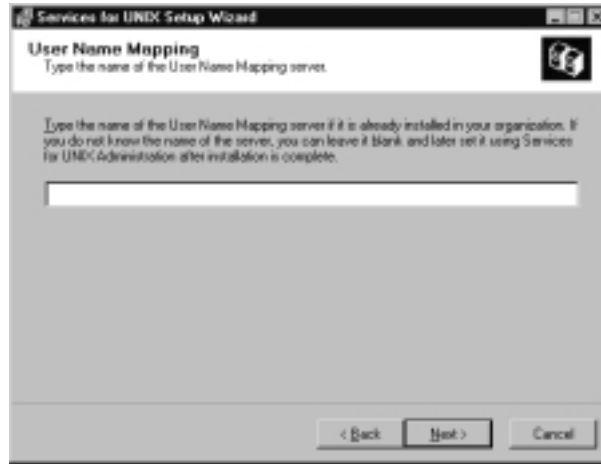 Services for UNIX Setup Wizard
User Name Mapping
Type the name of the User Name Mapping server.
Type the name of the User Name Mapping server if it is already installed in your organization. If
you do not know the name of the server, you can leave it blank and later set it using Services
for UNIX Administration after installation is complete.
< Back
Next >
Cancel